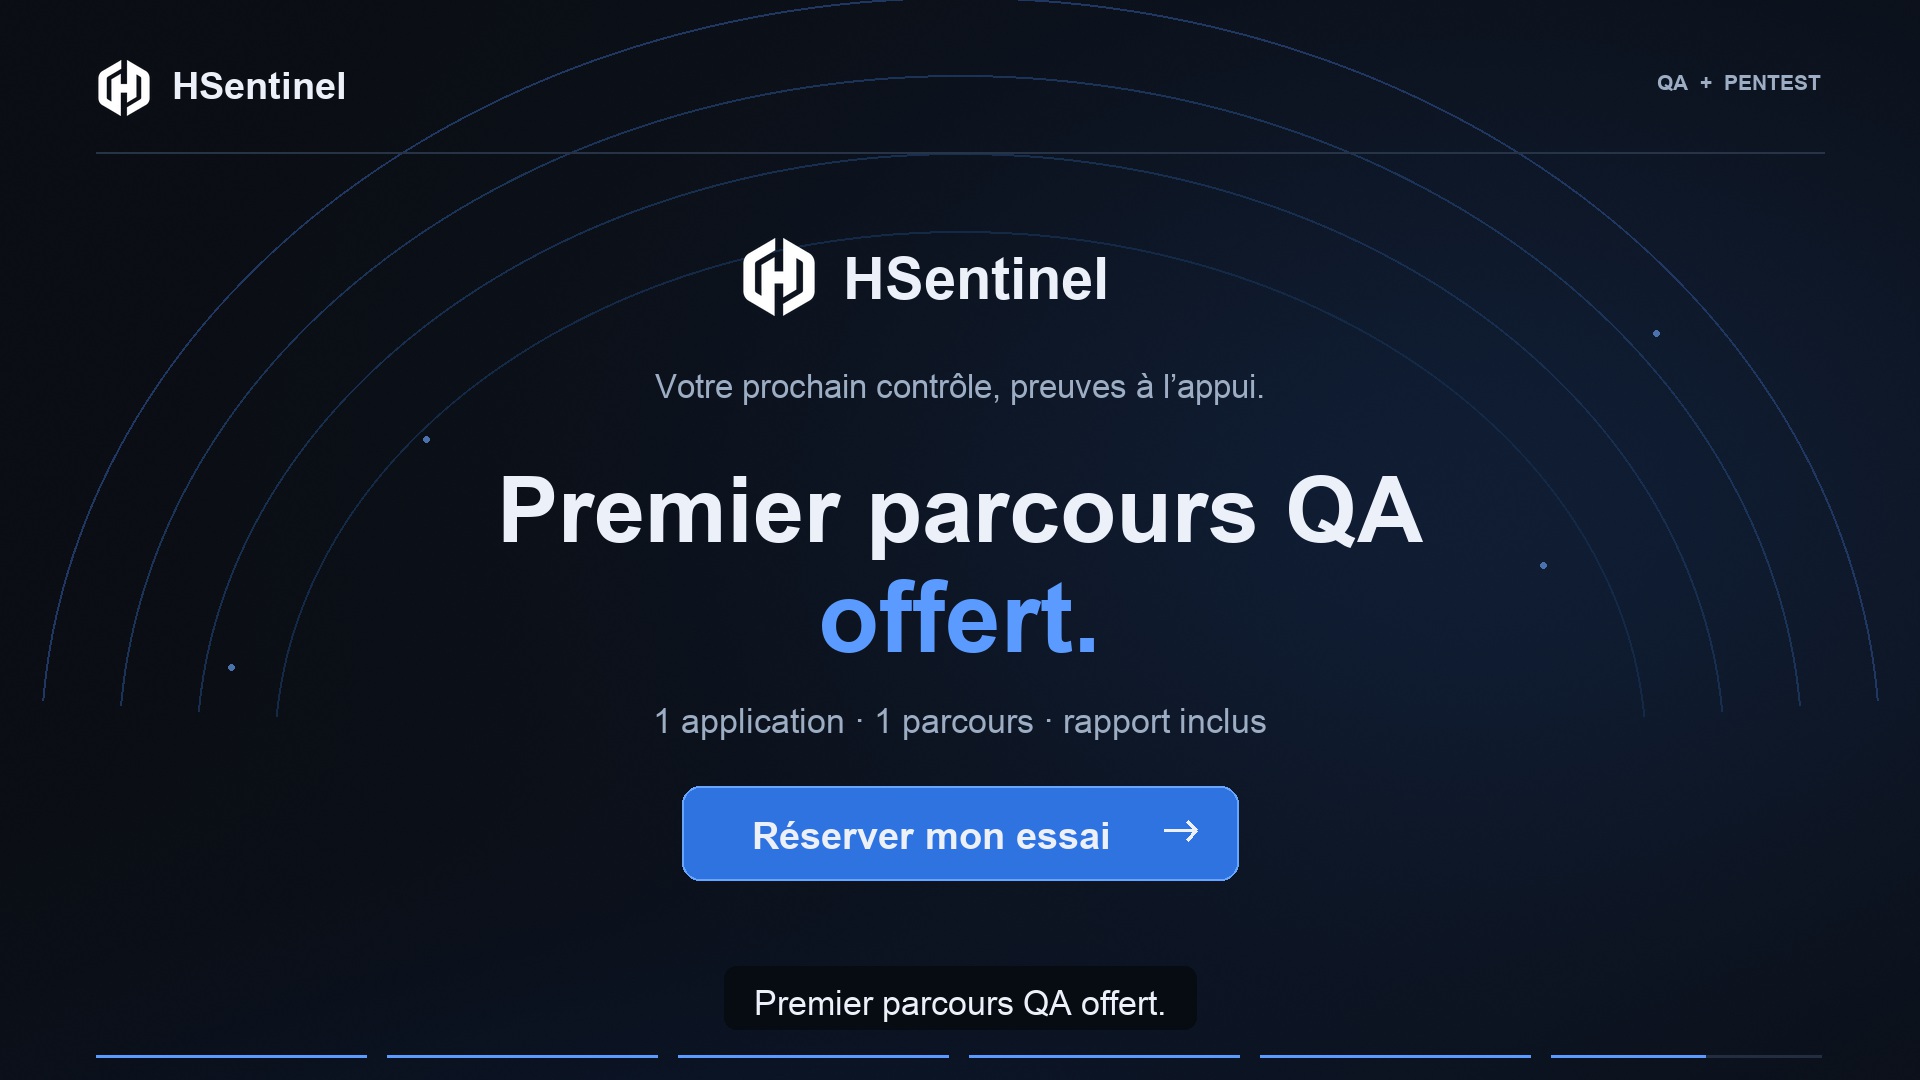 HSentinel
QA + PENTEST
HSentinel
Votre prochain contrôle, preuves à l’appui.
Premier parcours QA
offert.
1 application · 1 parcours · rapport inclus
Réserver mon essai →
Premier parcours QA offert.